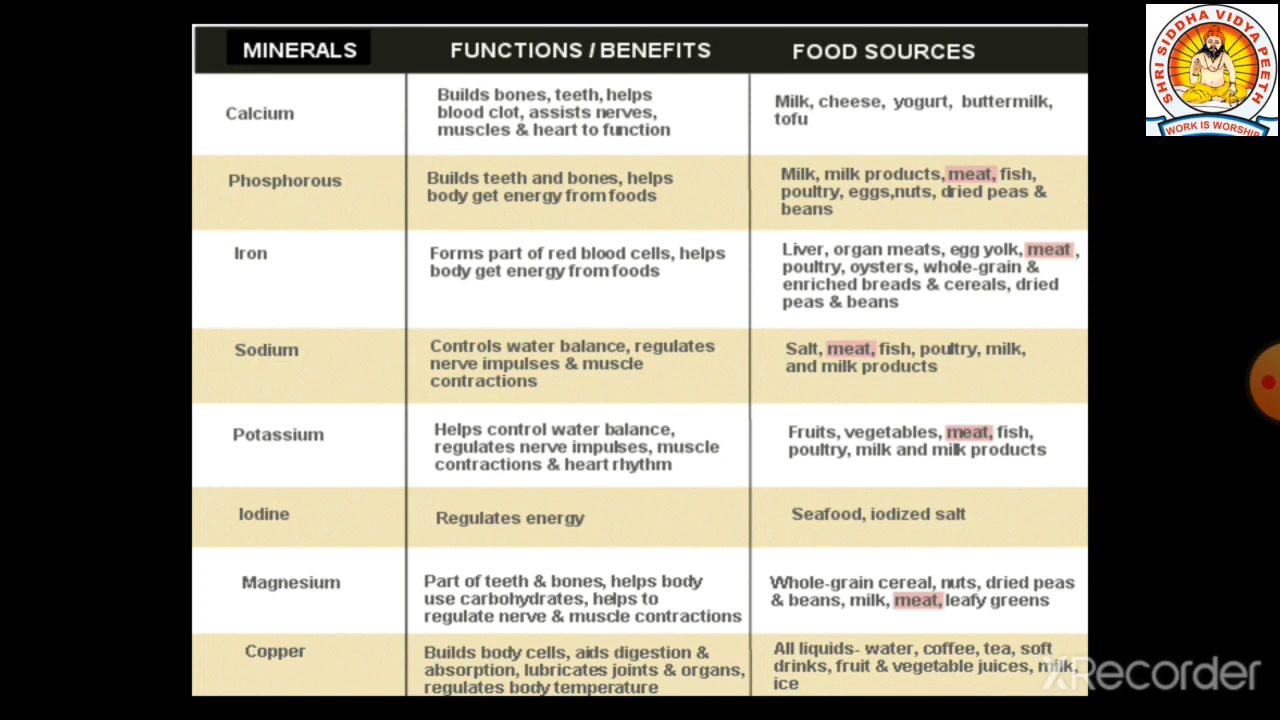 MINERALS
FUNCTIONS / BENEFITS
FOOD SOURCES
Calcium
Builds bones, teeth, helps
blood clot, assists nerves,
muscles & heart to function
Milk, cheese, yogurt, buttermilk,
tofu
Phosphorous
Builds teeth and bones, helps
body get energy from foods
Milk, milk products, meat, fish,
poultry, eggs,nuts, dried peas &
beans
Iron
Forms part of red blood cells, helps
body get energy from foods
Liver, organ meats, egg yolk, meat ,
poultry, oysters, whole-grain &
enriched breads & cereals, dried
peas & beans
Sodium
Controls water balance, regulates
nerve impulses & muscle
contractions
Salt, meat, fish, poultry, milk,
and milk products
Potassium
Helps control water balance,
regulates nerve impulses, muscle
contractions & heart rhythm
Fruits, vegetables, meat, fish,
poultry, milk and milk products
Iodine
Regulates energy
Seafood, iodized salt
Magnesium
Part of teeth & bones, helps body
use carbohydrates, helps to
regulate nerve & muscle contractions
Whole-grain cereal, nuts, dried peas
& beans, milk, meat, leafy greens
Copper
Builds body cells, aids digestion &
absorption, lubricates joints & organs,
regulates body temperature
All liquids- water, coffee, tea, soft
drinks, fruit & vegetable juices, milk,
ice
SHRI SIDDHA VIDYA PEETH
WORK IS WORSHIP
XRecorder